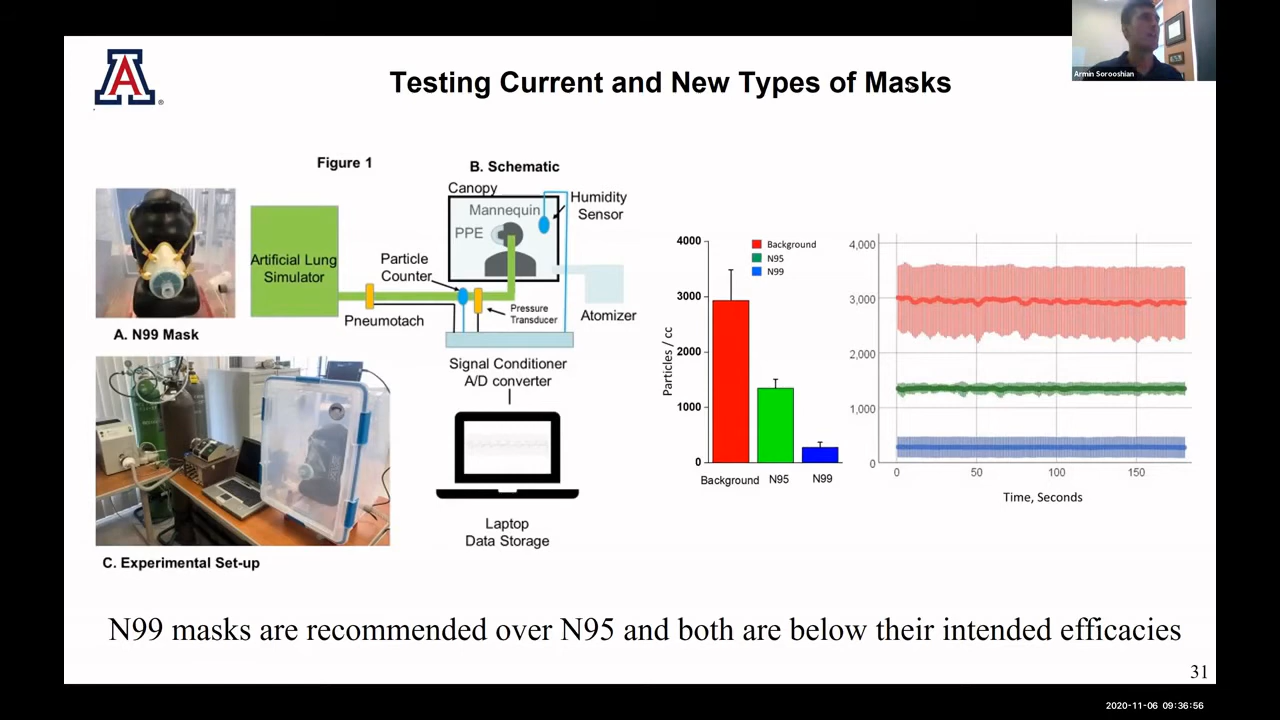 Armin Sorooshian
A
®
Testing Current and New Types of Masks
Figure 1
A. N99 Mask
B. Schematic
Canopy
Mannequin
PPE
Humidity
Sensor
Artificial Lung
Simulator
Particle
Counter
Pneumotach
Pressure
Transducer
Atomizer
Signal Conditioner
A/D converter
Laptop
Data Storage
C. Experimental Set-up
Particles / cc
4000
3000
2000
1000
0
Background
N95
N99
Background
N95
N99
4,000
3,000
2,000
1,000
0
0
50
100
150
Time, Seconds
N99 masks are recommended over N95 and both are below their intended efficacies
31
2020-11-06 09:36:56